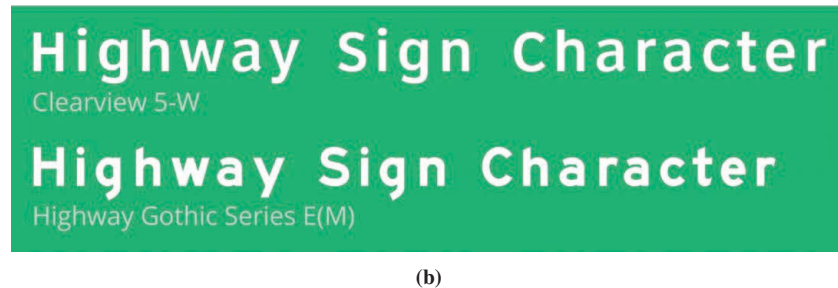 Highway Sign Character
Clearview 5-W
Highway Sign Character
Highway Gothic Series E(M)
(b)